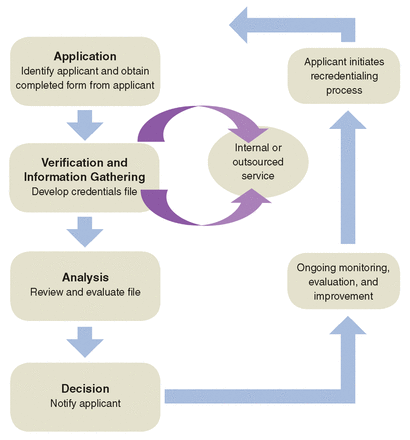 Application
Identify applicant and obtain
completed form from applicant
Verification and
Information Gathering
Develop credentials file
Internal or
outsourced
service
Analysis
Review and evaluate file
Decision
Notify applicant
Ongoing monitoring,
evaluation, and
improvement
Applicant initiates
recredentialing
process